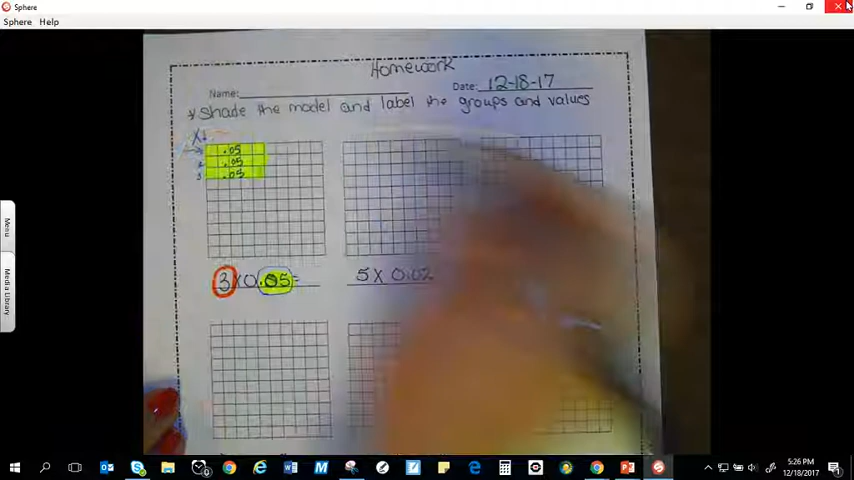 Sphere
Sphere Help
Homework
Name:
Date: 12-18-17
* Shade the model and label the groups and values
X
.05
2 .05
3 .05
3 X 0.05 =
5 X 0.02
Menu
Media Library
5:26 PM
12/18/2017